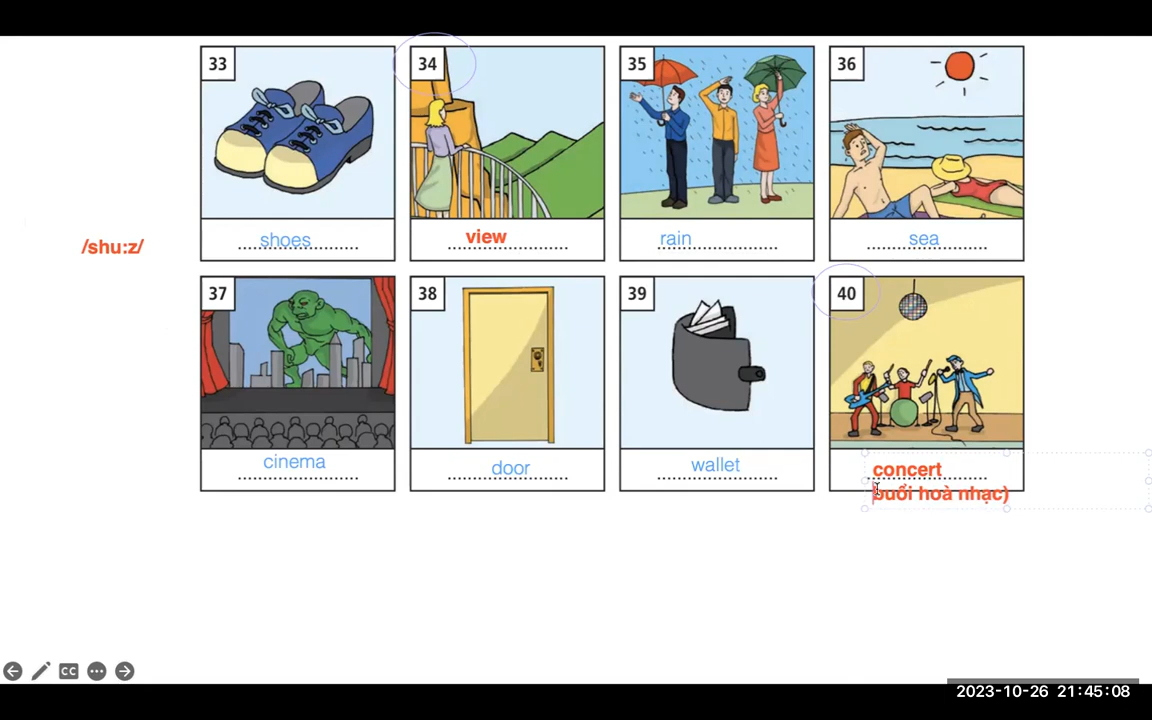 33
34
35
36
shoes
view
rain
sea
/shu:z/
37
38
39
40
cinema
door
wallet
concert
buổi hoà nhạc)
CC
2023-10-26 21:45:08